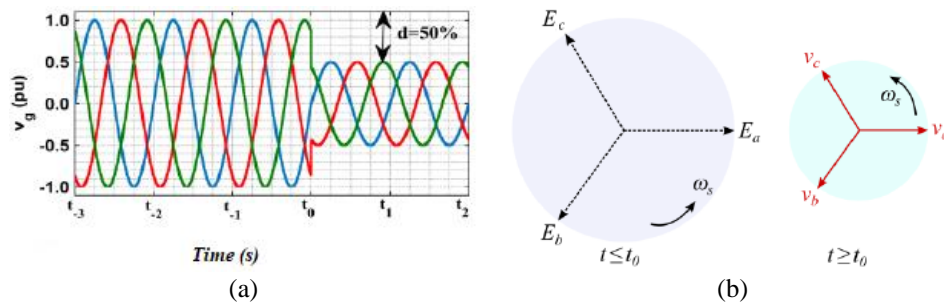 1.0
d=50%
0.5
0.0
-0.5
-1.0
v_g (pu)
t_-3 t_-2 t_-1 t_0 t_1 t_2
Time (s)
(a)
E_c
E_a
E_b
ω_s
t ≤ t_0
v_c
ω_s
v_b
t ≥ t_0
(b)